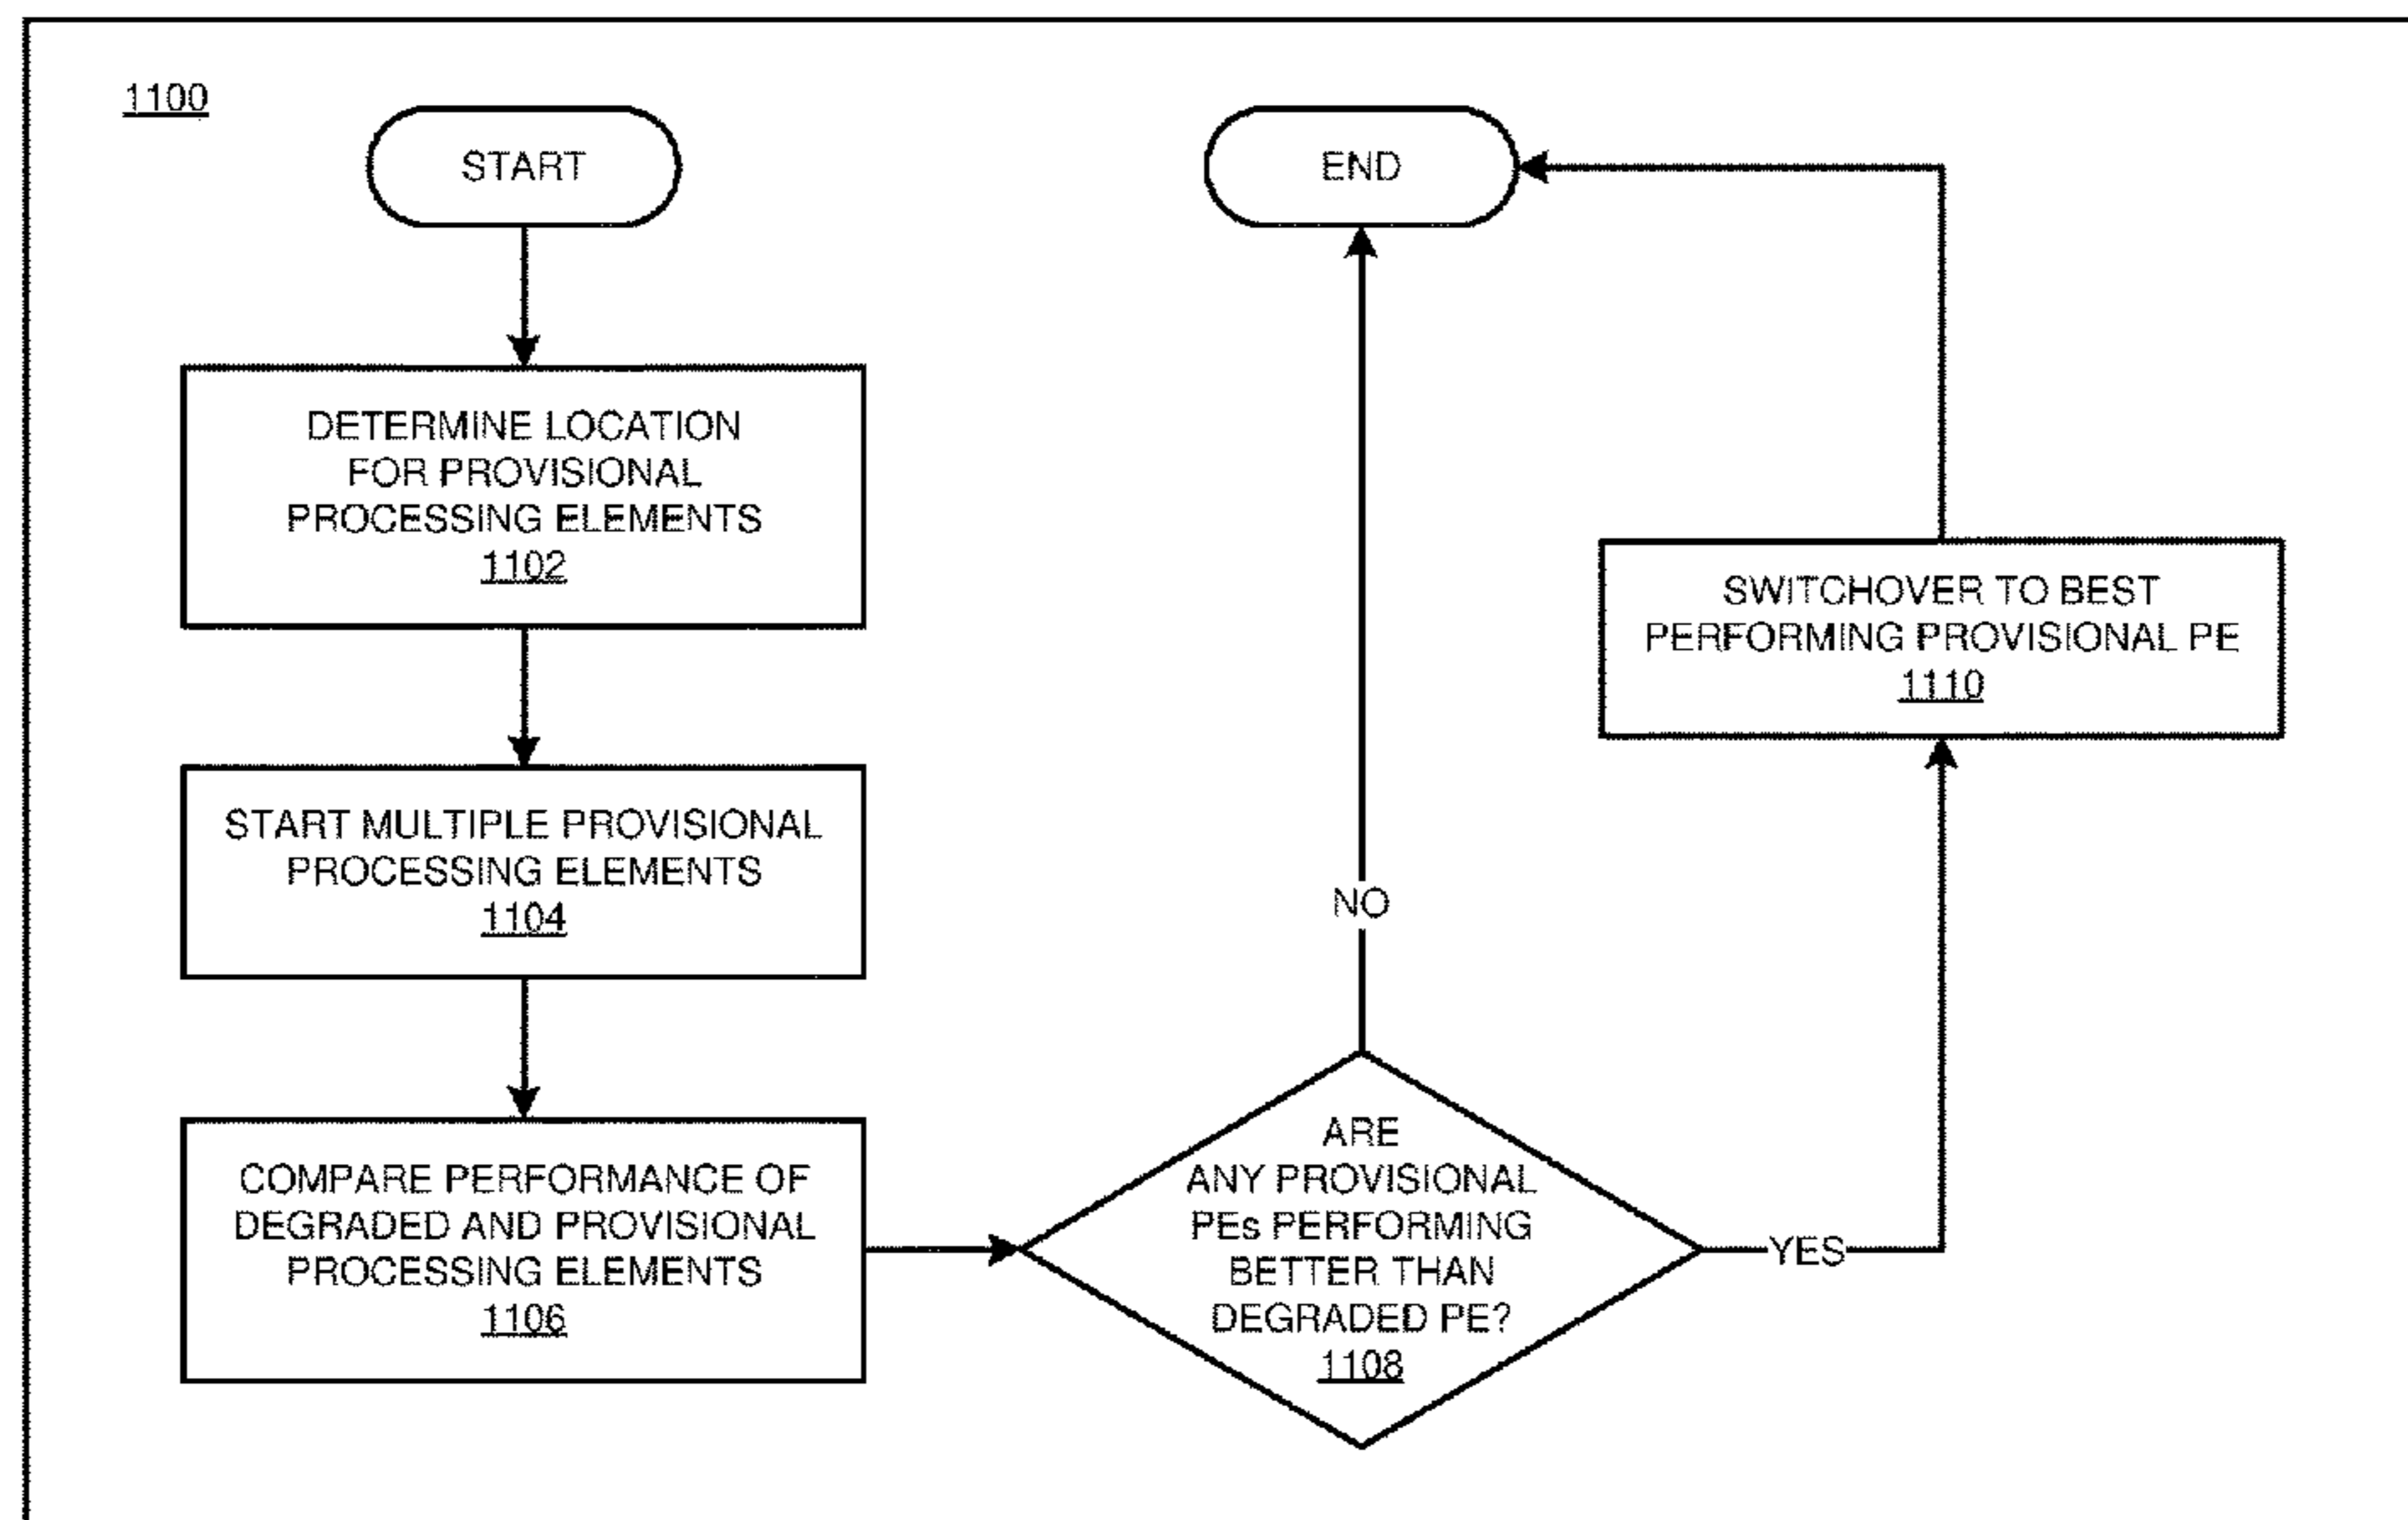 1100
START
DETERMINE LOCATION
FOR PROVISIONAL
PROCESSING ELEMENTS
1102
START MULTIPLE PROVISIONAL
PROCESSING ELEMENTS
1104
COMPARE PERFORMANCE OF
DEGRADED AND PROVISIONAL
PROCESSING ELEMENTS
1106
ARE
ANY PROVISIONAL
PEs PERFORMING
BETTER THAN
DEGRADED PE?
1108
NO
END
YES
SWITCHOVER TO BEST
PERFORMING PROVISIONAL PE
1110